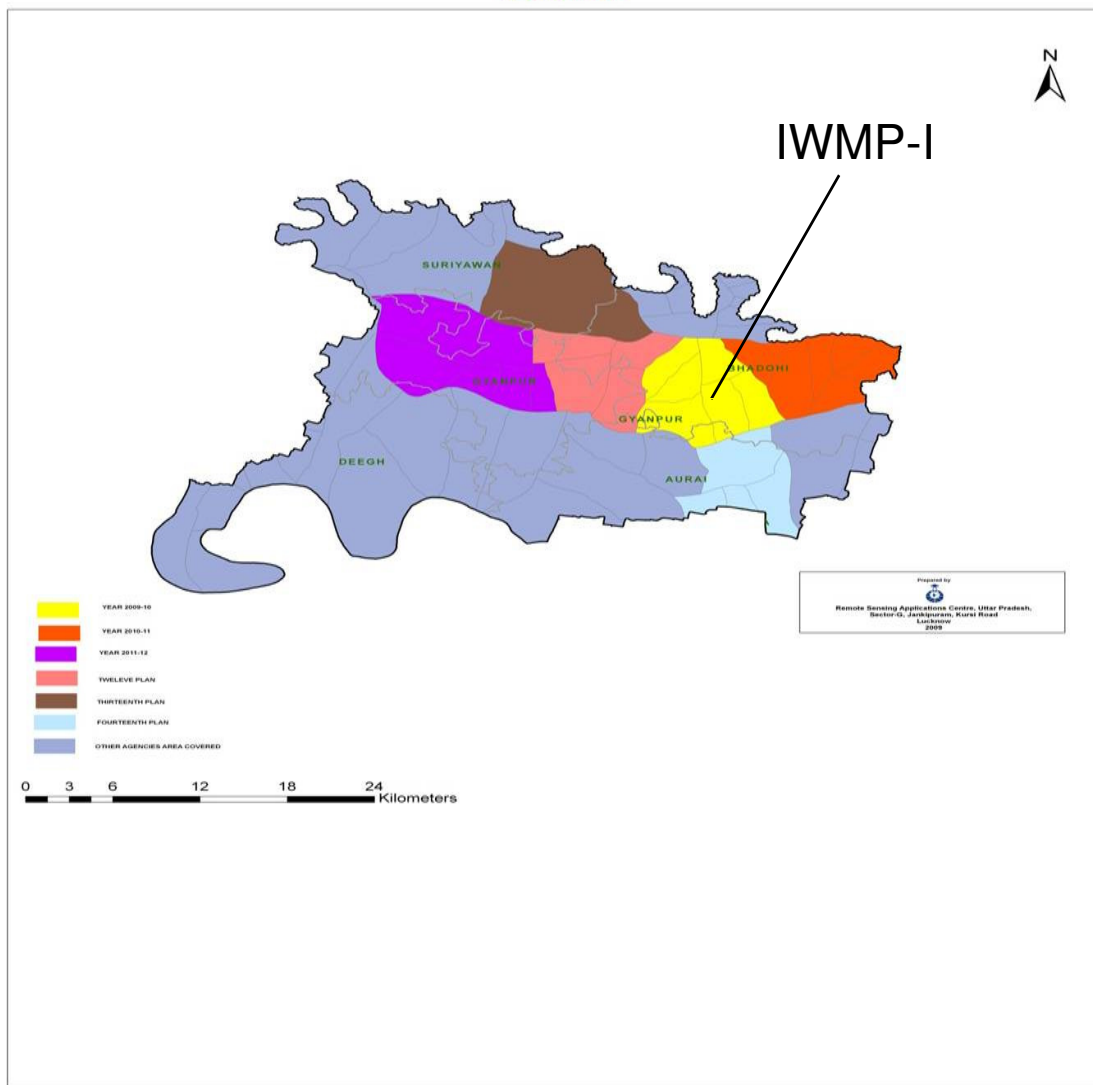 N
IWMP-I
SURIYAWAN
BHADOHI
GYANPUR
GYANPUR
DEEGH
AURAI
Prepared by
Remote Sensing Applications Centre, Uttar Pradesh,
Sector-G, Jankipuram, Kursi Road
Lucknow
2009
YEAR 2009-10
YEAR 2010-11
YEAR 2011-12
TWELEVE PLAN
THIRTEENTH PLAN
FOURTEENTH PLAN
OTHER AGENCIES AREA COVERED
0 3 6 12 18 24
Kilometers